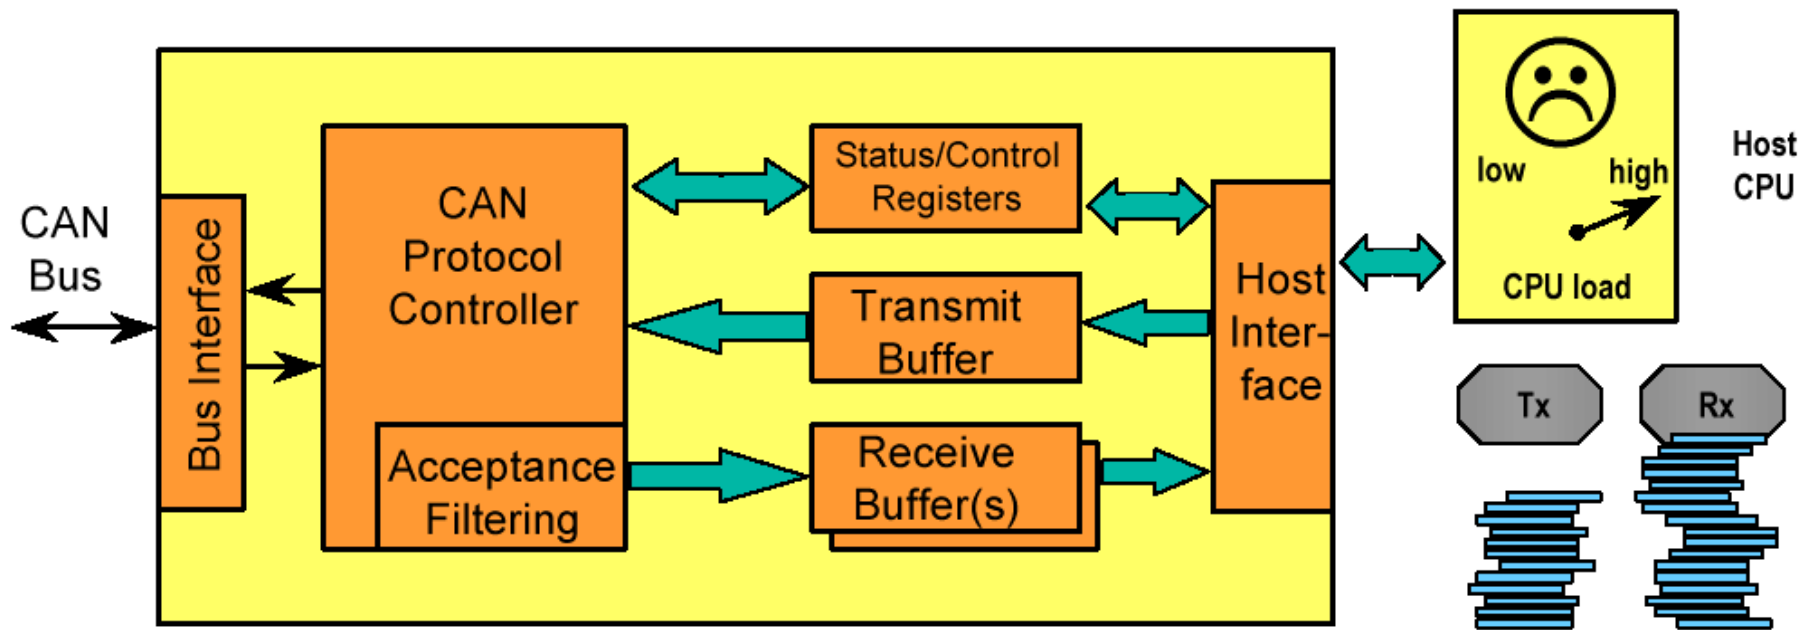 CAN
Bus
Bus Interface
CAN
Protocol
Controller
Acceptance
Filtering
Status/Control
Registers
Transmit
Buffer
Receive
Buffer(s)
Host
Inter-
face
low
high
CPU load
Host
CPU
Tx
Rx